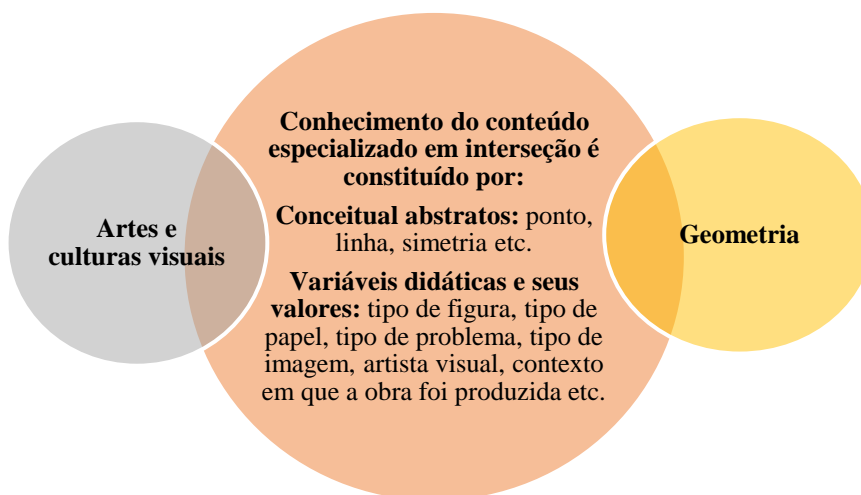 Artes e
culturas visuais
Conhecimento do conteúdo
especializado em interseção é
constituído por:
Conceitual abstratos: ponto,
linha, simetria etc.
Variáveis didáticas e seus
valores: tipo de figura, tipo de
papel, tipo de problema, tipo de
imagem, artista visual, contexto
em que a obra foi produzida etc.
Geometria